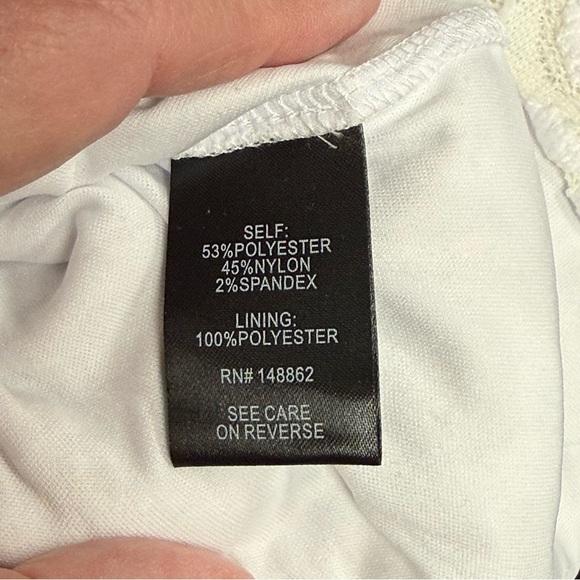 SELF:
53%POLYESTER
45%NYLON
2%SPANDEX
LINING:
100%POLYESTER
RN# 148862
SEE CARE
ON REVERSE